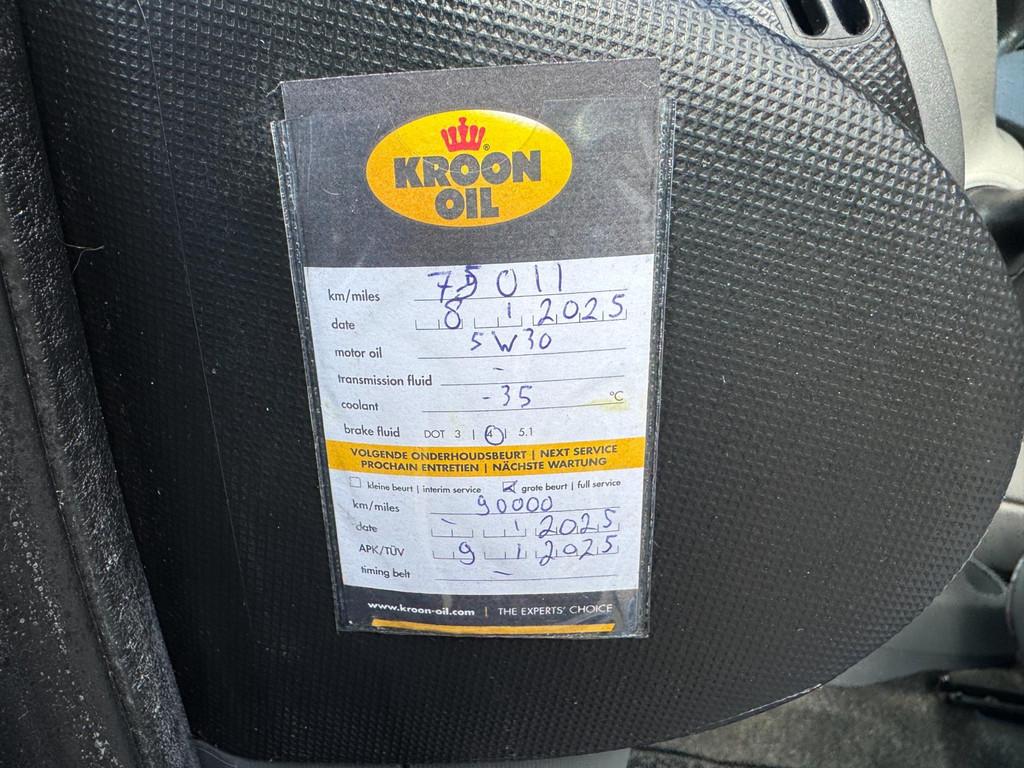 KROON
OIL
km/miles 75011
date 8 1 2025
motor oil 5W30
transmission fluid -
coolant -35 °C
brake fluid DOT 3 | 4 | 5.1
VOLGENDE ONDERHOUDSBEURT | NEXT SERVICE
PROCHAIN ENTRETIEN | NÄCHSTE WARTUNG
kleine beurt | interim service grote beurt | full service
km/miles 90000
date - 1 2025
APK/TÜV 9 1 2025
timing belt -
www.kroon-oil.com | THE EXPERTS' CHOICE